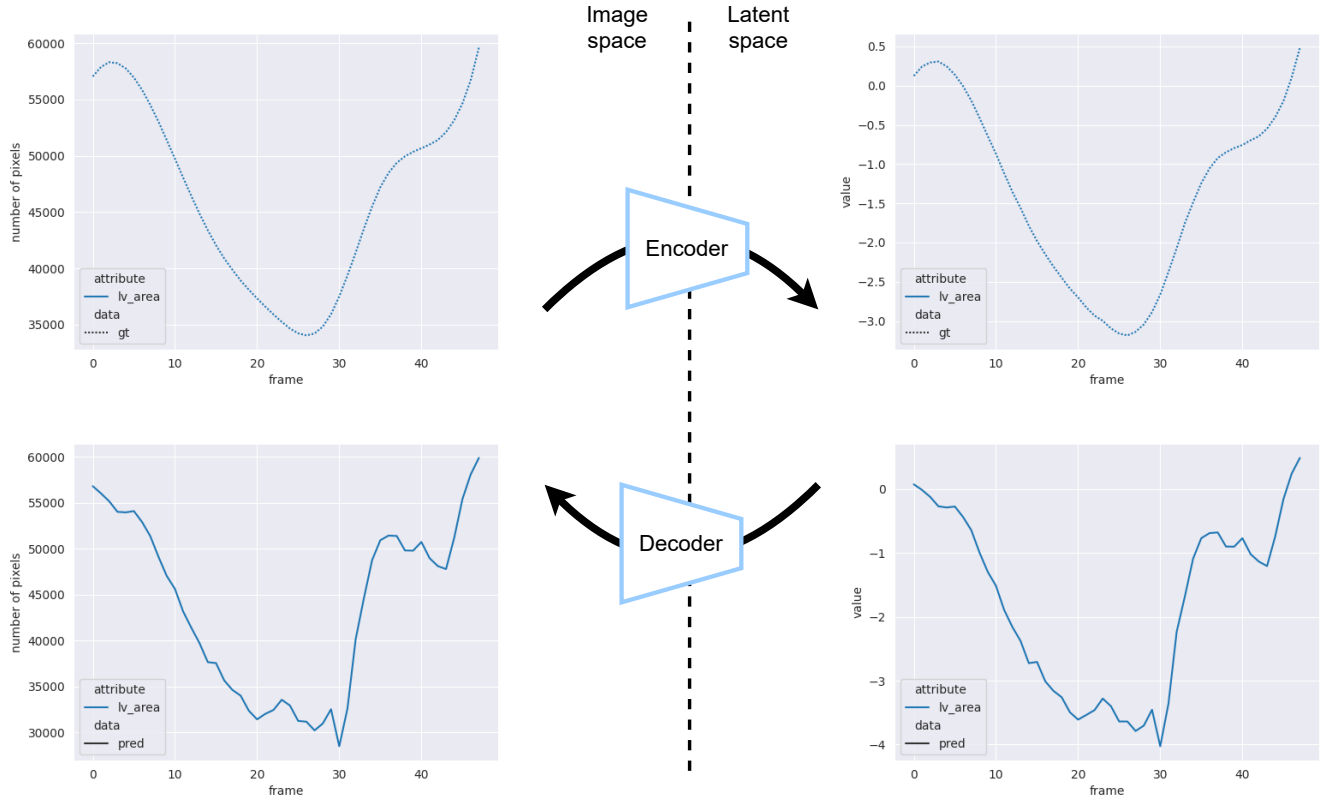 Image
space
Latent
space
60000
55000
50000
45000
40000
35000
number of pixels
attribute
lv_area
data
gt
0
10
20
30
40
frame
0.5
0.0
−0.5
−1.0
−1.5
−2.0
−2.5
−3.0
value
attribute
lv_area
data
gt
0
10
20
30
40
frame
Encoder
Decoder
60000
55000
50000
45000
40000
35000
30000
number of pixels
attribute
lv_area
data
pred
0
10
20
30
40
frame
0
−1
−2
−3
−4
value
attribute
lv_area
data
pred
0
10
20
30
40
frame